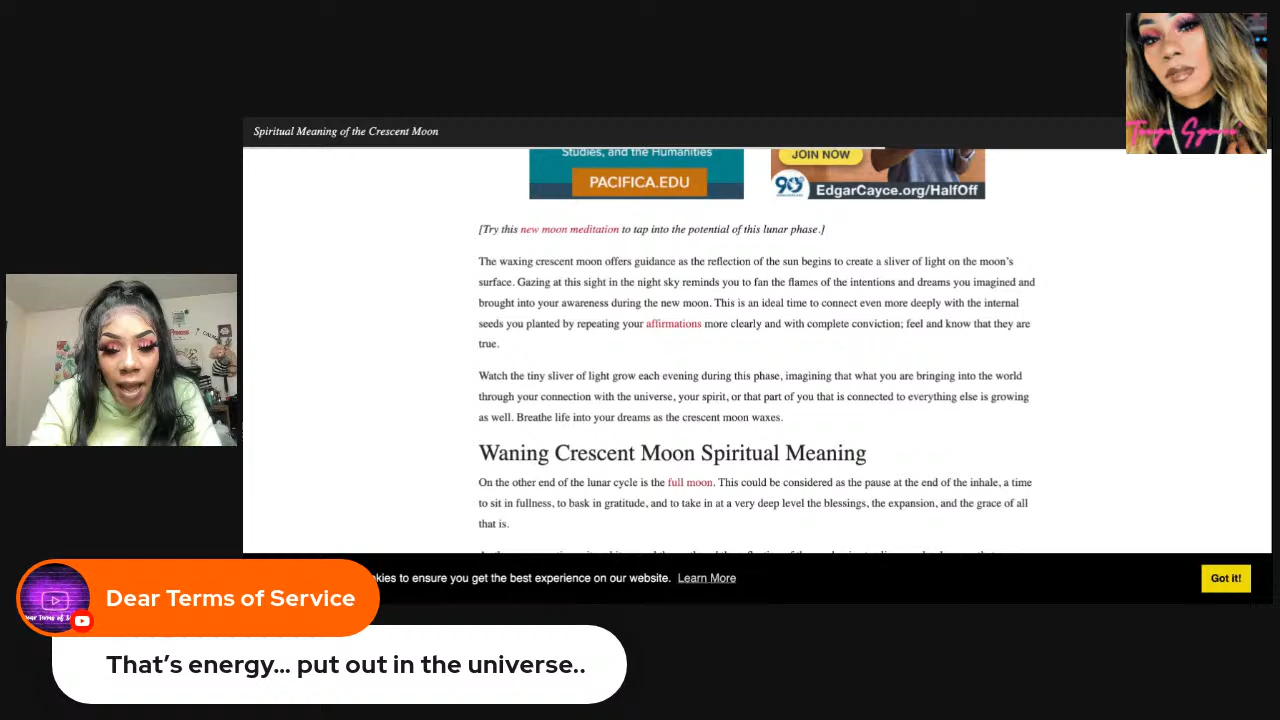 Spiritual Meaning of the Crescent Moon
Studies, and the Humanities
PACIFICA.EDU
JOIN NOW
90
EdgarCayce.org/HalfOff
[Try this new moon meditation to tap into the potential of this lunar phase.]
The waxing crescent moon offers guidance as the reflection of the sun begins to create a sliver of light on the moon's
surface. Gazing at this sight in the night sky reminds you to fan the flames of the intentions and dreams you imagined and
brought into your awareness during the new moon. This is an ideal time to connect even more deeply with the internal
seeds you planted by repeating your affirmations more clearly and with complete conviction; feel and know that they are
true.
Watch the tiny sliver of light grow each evening during this phase, imagining that what you are bringing into the world
through your connection with the universe, your spirit, or that part of you that is connected to everything else is growing
as well. Breathe life into your dreams as the crescent moon waxes.
Waning Crescent Moon Spiritual Meaning
On the other end of the lunar cycle is the full moon. This could be considered as the pause at the end of the inhale, a time
to sit in fullness, to bask in gratitude, and to take in at a very deep level the blessings, the expansion, and the grace of all
that is.
to ensure you get the best experience on our website. Learn More
Got it!
Dear Terms of Service
That’s energy... put out in the universe..